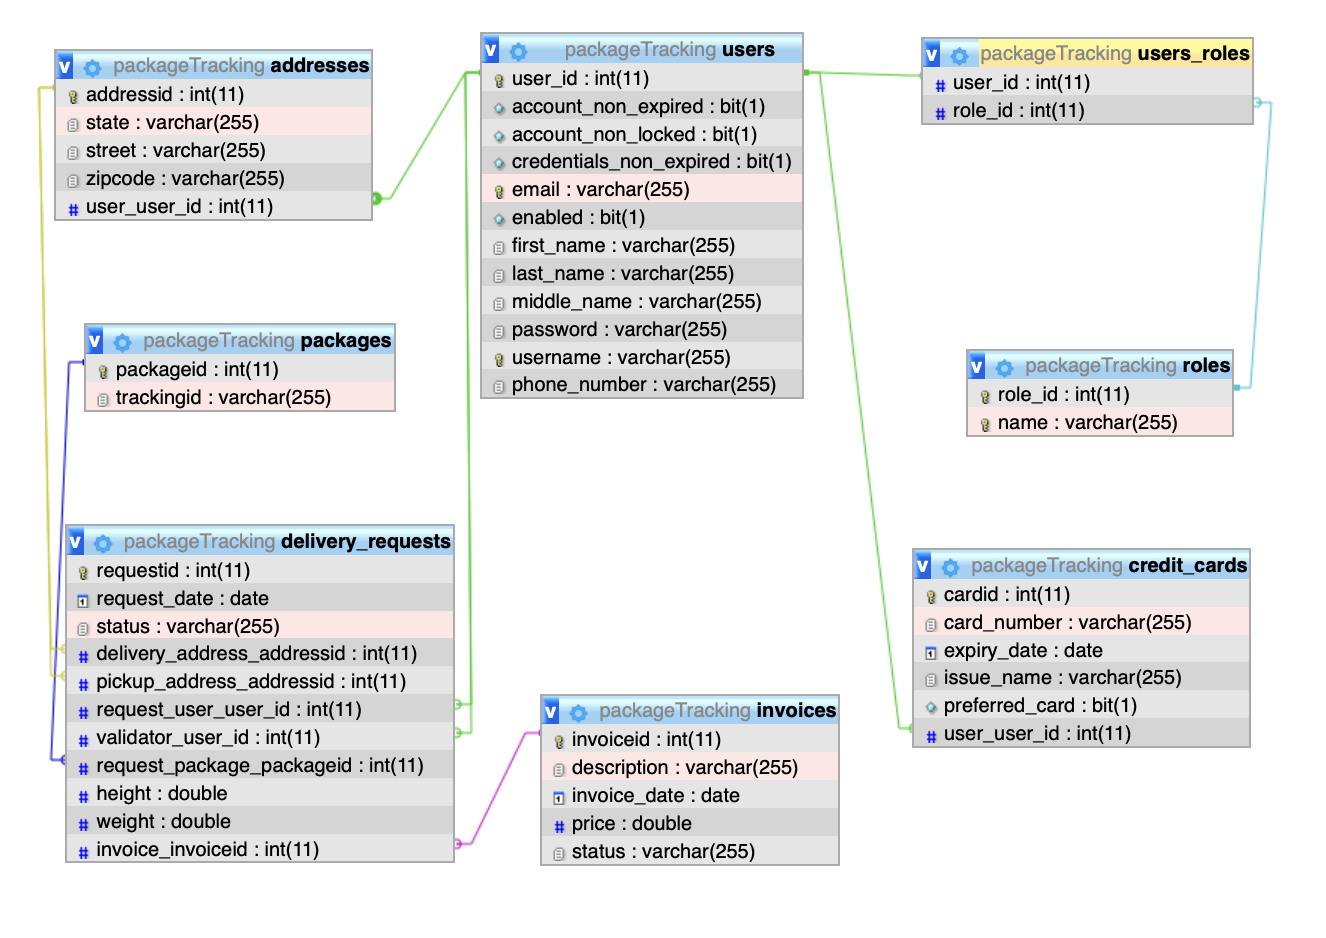 v packageTracking addresses
addressid : int(11)
state : varchar(255)
street : varchar(255)
zipcode : varchar(255)
# user_user_id : int(11)
v packageTracking users
user_id : int(11)
account_non_expired : bit(1)
account_non_locked : bit(1)
credentials_non_expired : bit(1)
email : varchar(255)
enabled : bit(1)
first_name : varchar(255)
last_name : varchar(255)
middle_name : varchar(255)
password : varchar(255)
username : varchar(255)
phone_number : varchar(255)
v packageTracking users_roles
# user_id : int(11)
# role_id : int(11)
v packageTracking packages
packageid : int(11)
trackingid : varchar(255)
v packageTracking roles
role_id : int(11)
name : varchar(255)
v packageTracking delivery_requests
requestid : int(11)
request_date : date
status : varchar(255)
# delivery_address_addressid : int(11)
# pickup_address_addressid : int(11)
# request_user_user_id : int(11)
# validator_user_id : int(11)
# request_package_packageid : int(11)
# height : double
# weight : double
# invoice_invoiceid : int(11)
v packageTracking invoices
invoiceid : int(11)
description : varchar(255)
invoice_date : date
# price : double
status : varchar(255)
v packageTracking credit_cards
cardid : int(11)
card_number : varchar(255)
expiry_date : date
issue_name : varchar(255)
preferred_card : bit(1)
# user_user_id : int(11)